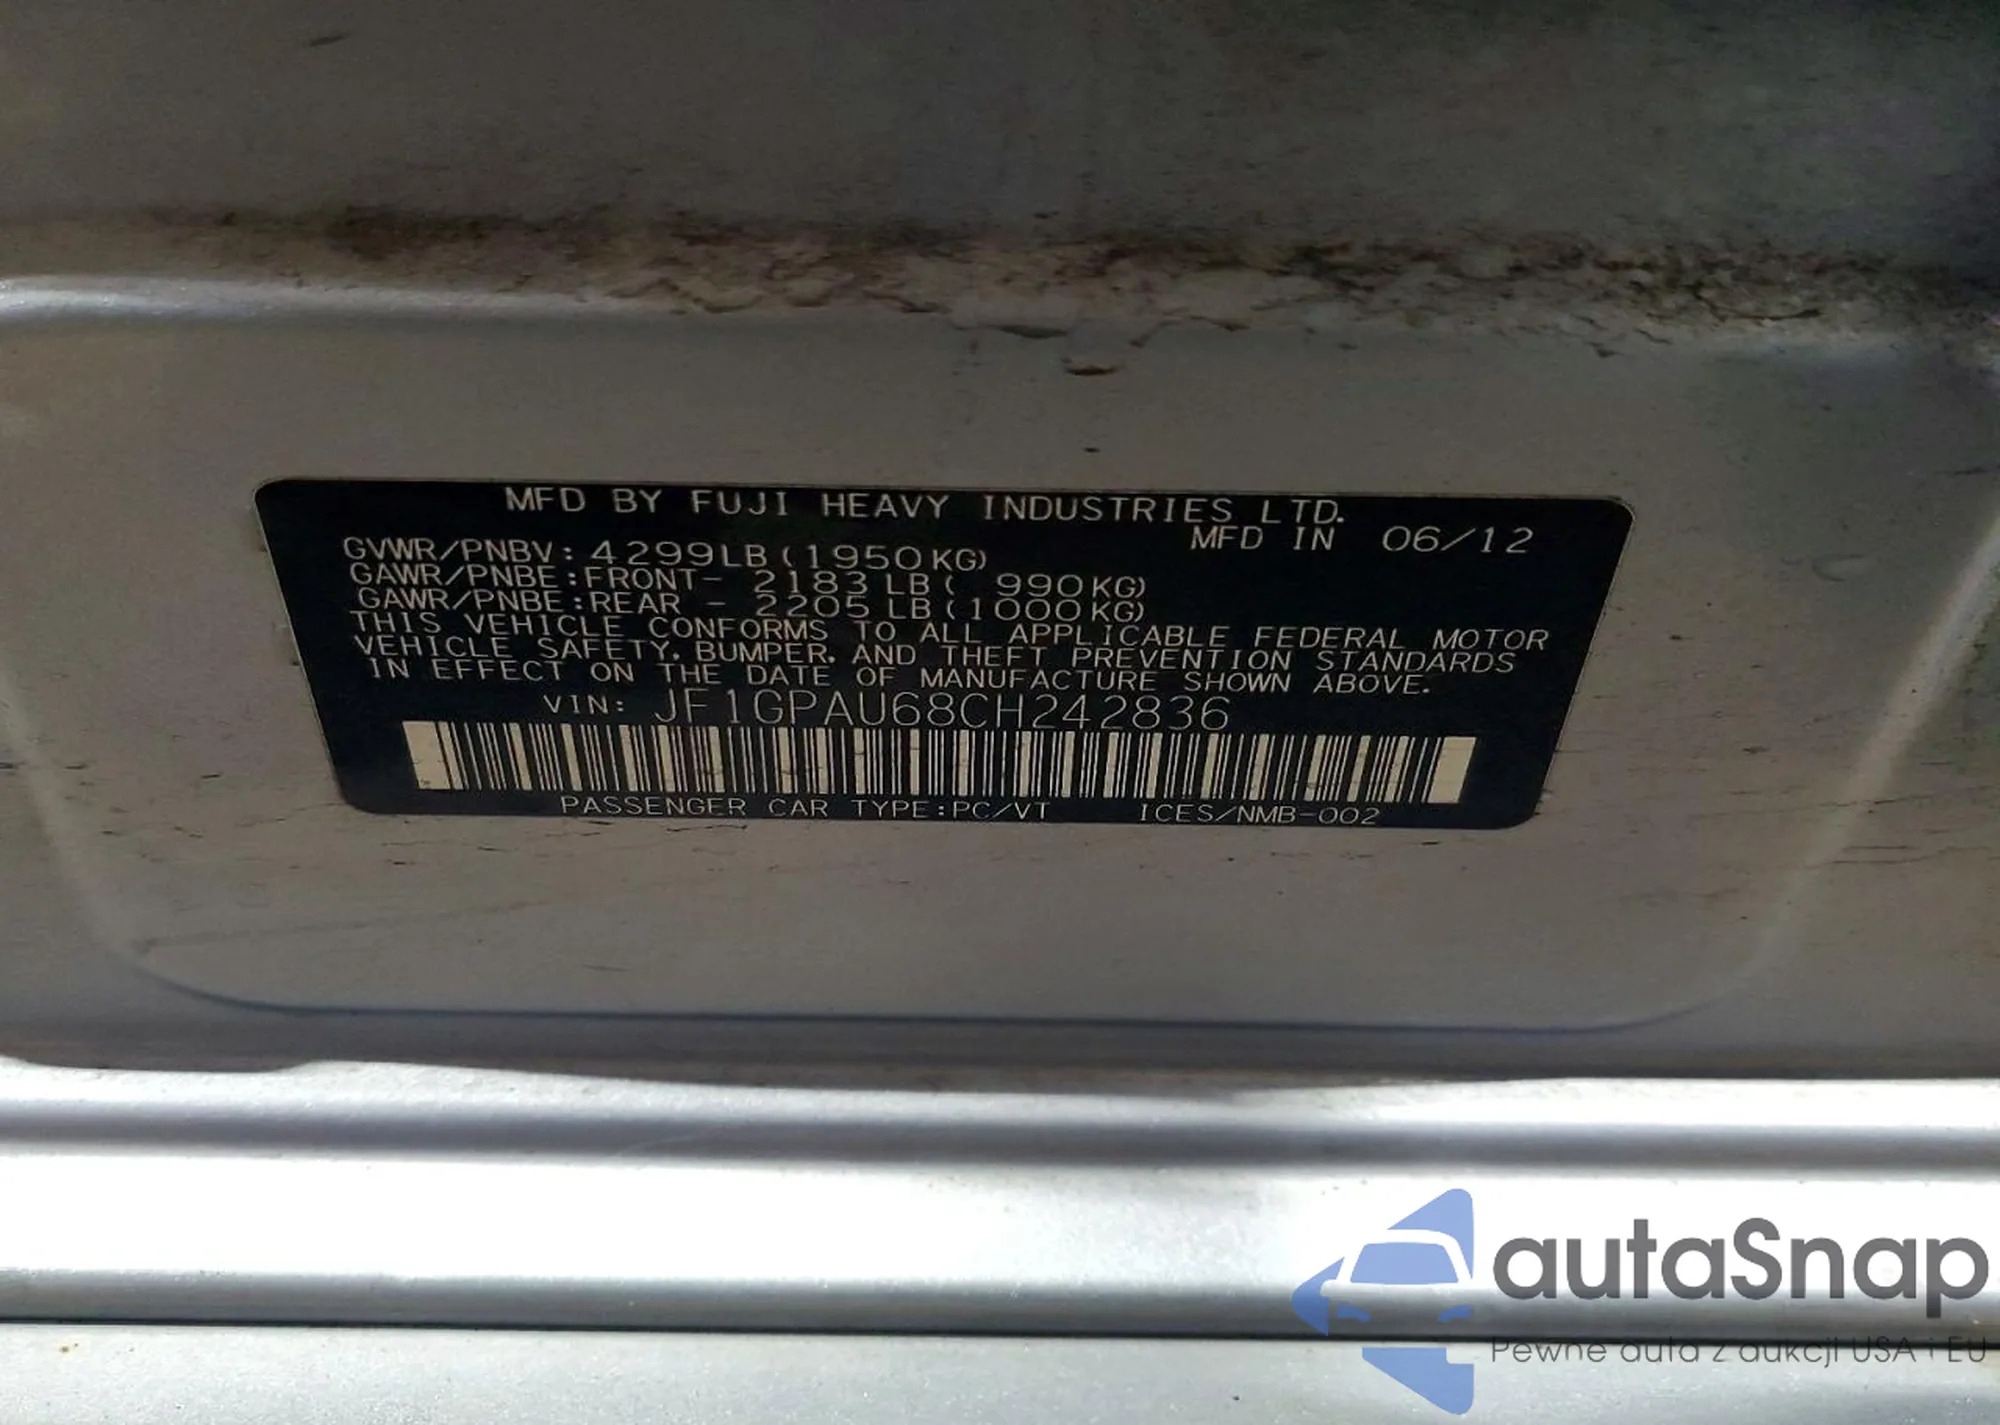 MFD BY FUJI HEAVY INDUSTRIES LTD.
MFD IN 06/12
GVWR/PNBV: 4299LB (1950KG)
GAWR/PNBE:FRONT- 2183LB ( 990KG)
GAWR/PNBE:REAR - 2205LB (1000KG)
THIS VEHICLE CONFORMS TO ALL APPLICABLE FEDERAL MOTOR
VEHICLE SAFETY, BUMPER, AND THEFT PREVENTION STANDARDS
IN EFFECT ON THE DATE OF MANUFACTURE SHOWN ABOVE.
VIN: JF1GPAU68CH242836
PASSENGER CAR TYPE:PC/VT ICES/NMB-002
autaSnap
Pewne auta z aukcji USA i EU